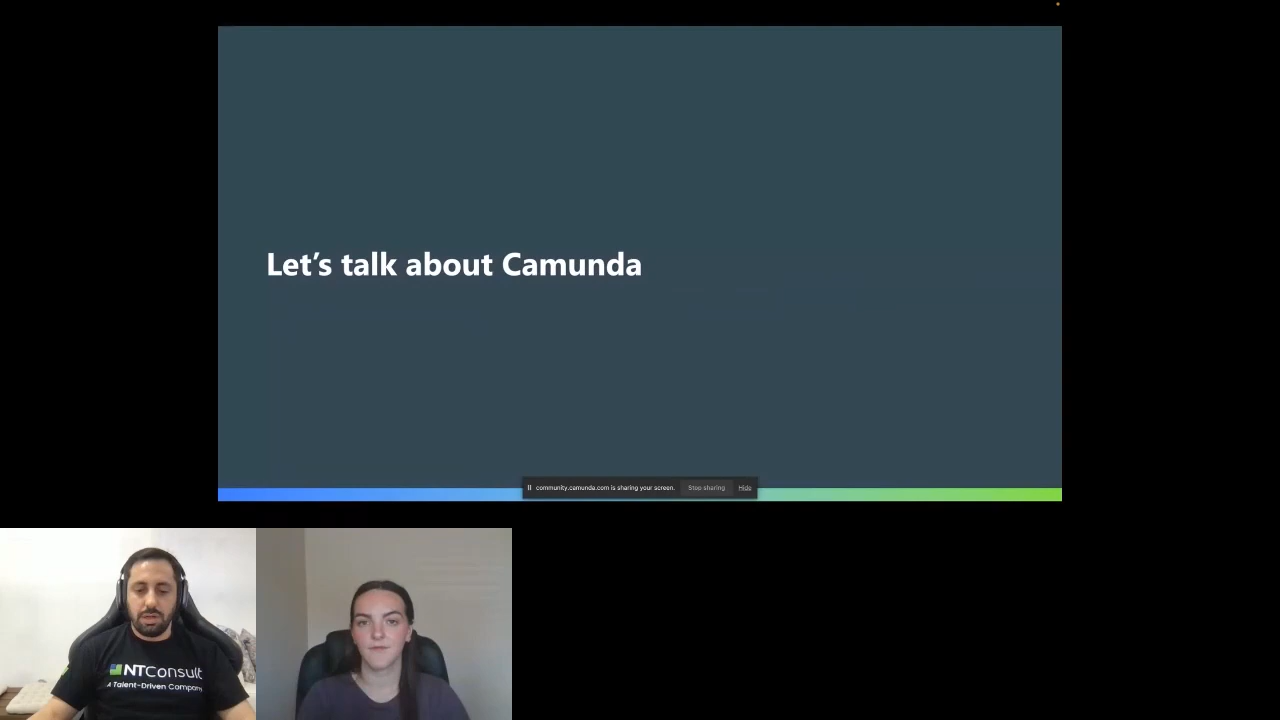 Let's talk about Camunda
community.camunda.com is sharing your screen. Stop sharing Hide
NTConsult
A Talent-Driven Company